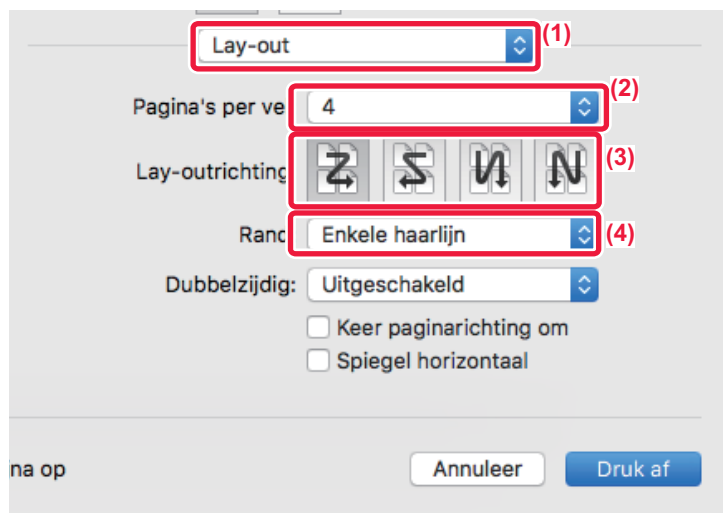 Lay-out (1)
Pagina's per ve 4 (2)
Lay-outrichting (3)
Rand Enkele haarlijn (4)
Dubbelzijdig: Uitgeschakeld
Keer paginarichting om
Spiegel horizontaal
na op Annuleer Druk af